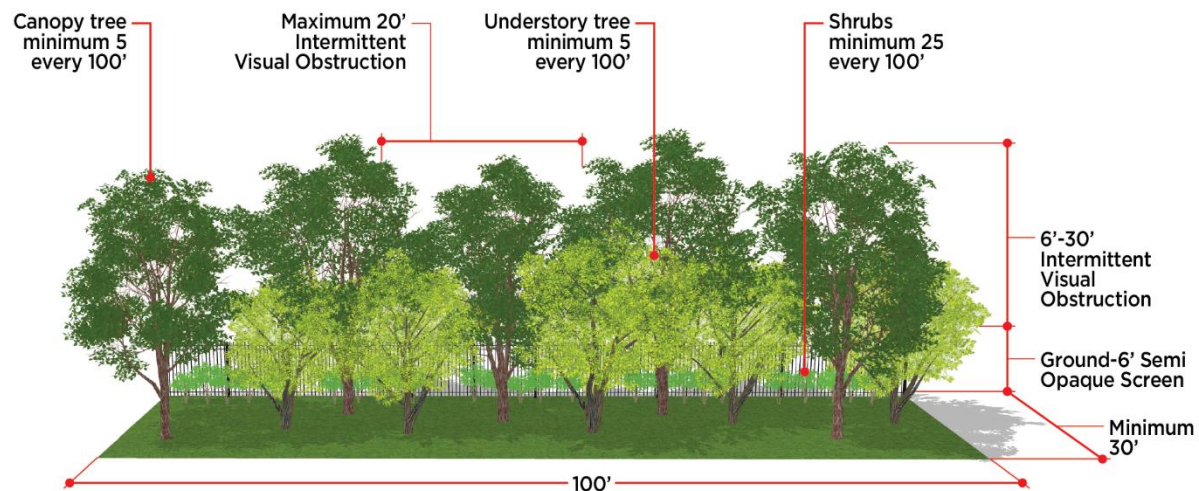 Canopy tree
minimum 5
every 100’
Maximum 20’
Intermittent
Visual Obstruction
Understory tree
minimum 5
every 100’
Shrubs
minimum 25
every 100’
6’-30’
Intermittent
Visual
Obstruction
Ground-6’ Semi
Opaque Screen
Minimum
30’
100’